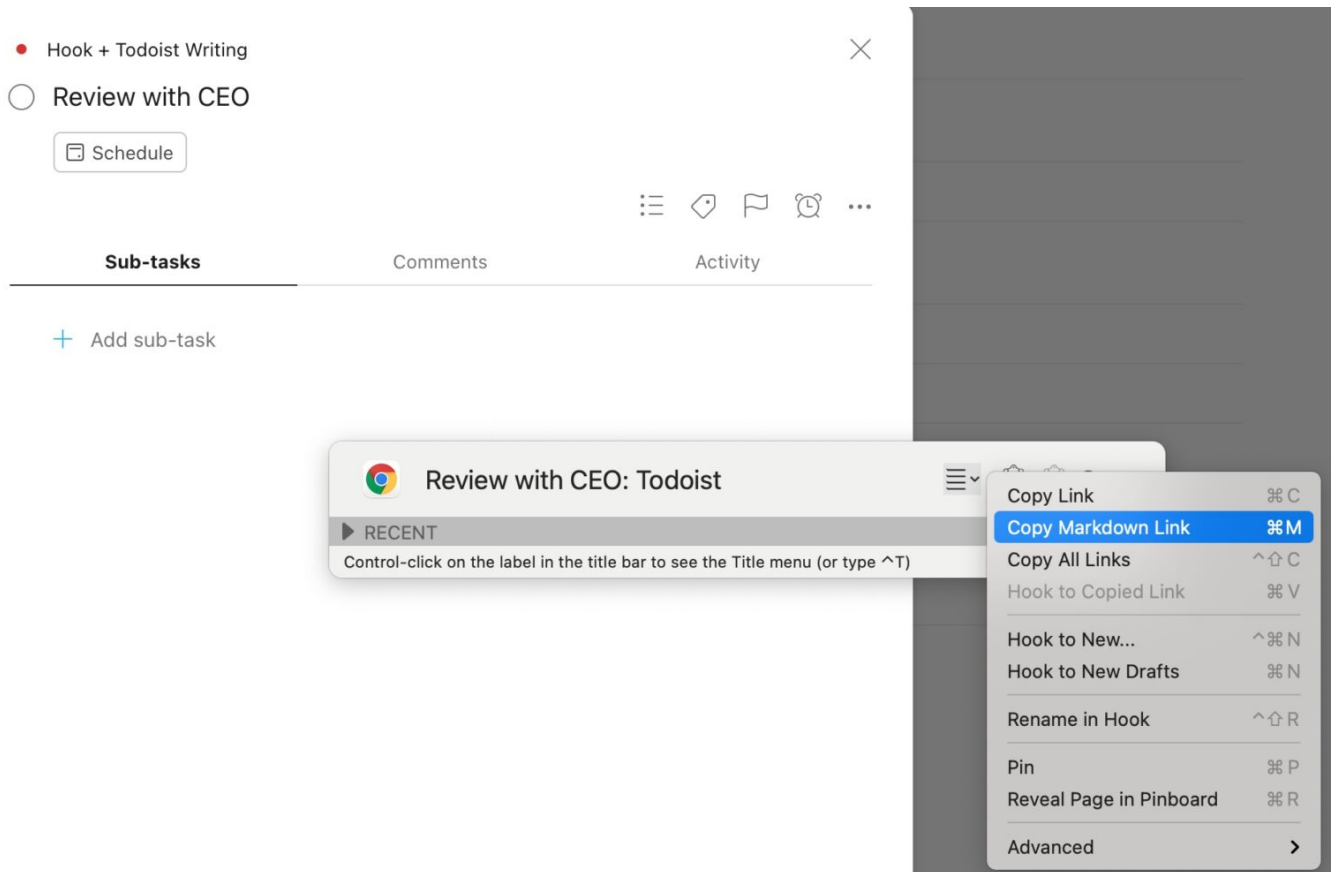 Hook + Todoist Writing
Review with CEO
Schedule
Sub-tasks Comments Activity
+ Add sub-task
Review with CEO: Todoist
RECENT
Control-click on the label in the title bar to see the Title menu (or type ^T)
Copy Link ⌘ C
Copy Markdown Link ⌘ M
Copy All Links ^⇧ C
Hook to Copied Link ⌘ V
Hook to New... ^⌘ N
Hook to New Drafts ⌘ N
Rename in Hook ^⇧ R
Pin ⌘ P
Reveal Page in Pinboard ⌘ R
Advanced